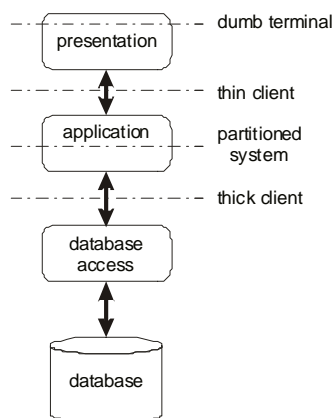 dumb terminal
presentation
thin client
application
partitioned
system
thick client
database
access
database